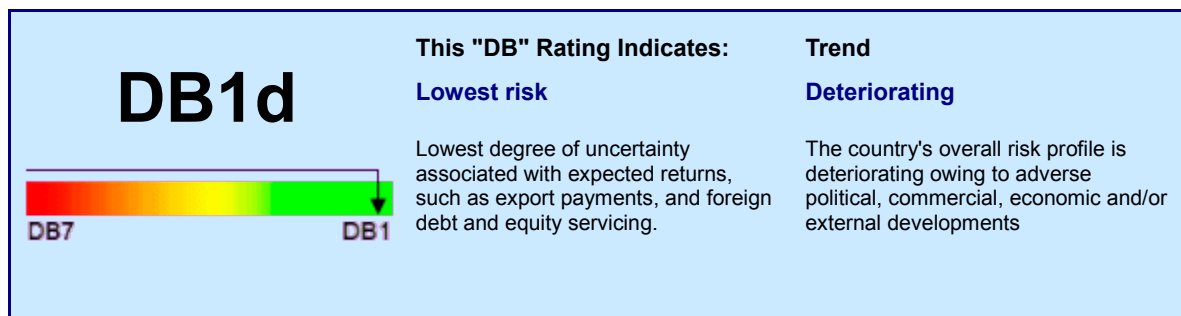 DB1d
DB7
DB1
This "DB" Rating Indicates:
Lowest risk
Lowest degree of uncertainty
associated with expected returns,
such as export payments, and foreign
debt and equity servicing.
Trend
Deteriorating
The country's overall risk profile is
deteriorating owing to adverse
political, commercial, economic and/or
external developments